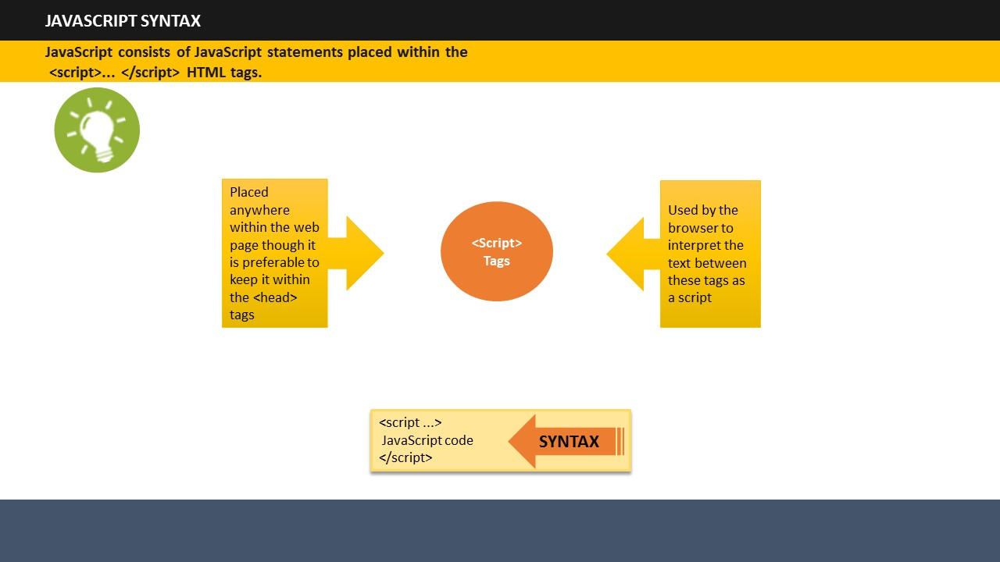 JAVASCRIPT SYNTAX
JavaScript consists of JavaScript statements placed within the
<script>... </script> HTML tags.
Placed
anywhere
within the web
page though it
is preferable to
keep it within
the <head>
tags
<Script>
Tags
Used by the
browser to
interpret the
text between
these tags as
a script
<script ...>
JavaScript code
</script>
SYNTAX